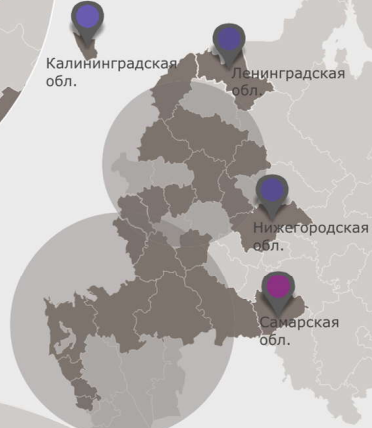 Калининградская
обл.
Ленинградская
обл.
Нижегородская
обл.
Самарская
обл.